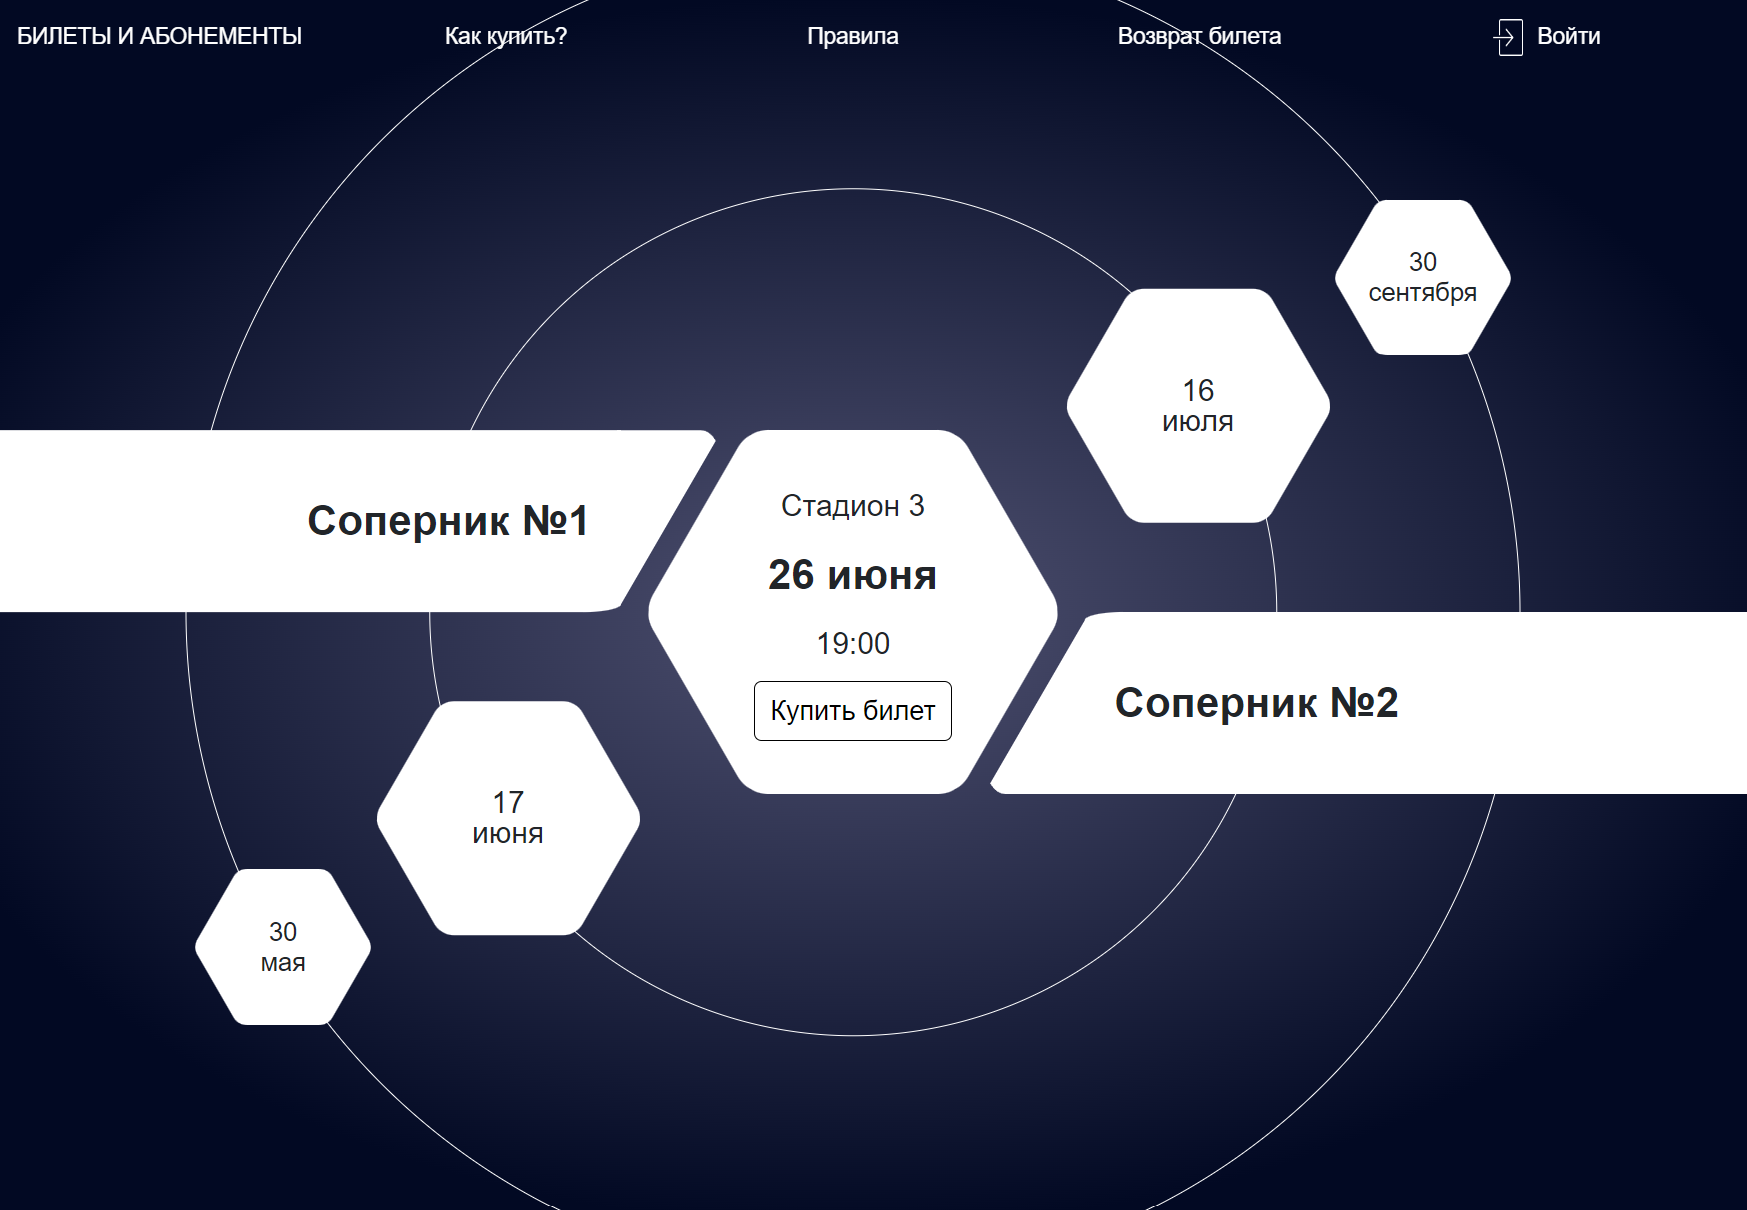 БИЛЕТЫ И АБОНЕМЕНТЫ
Как купить?
Правила
Возврат билета
Войти
30
сентября
16
июля
Соперник №1
Стадион 3
26 июня
19:00
Купить билет
Соперник №2
17
июня
30
мая